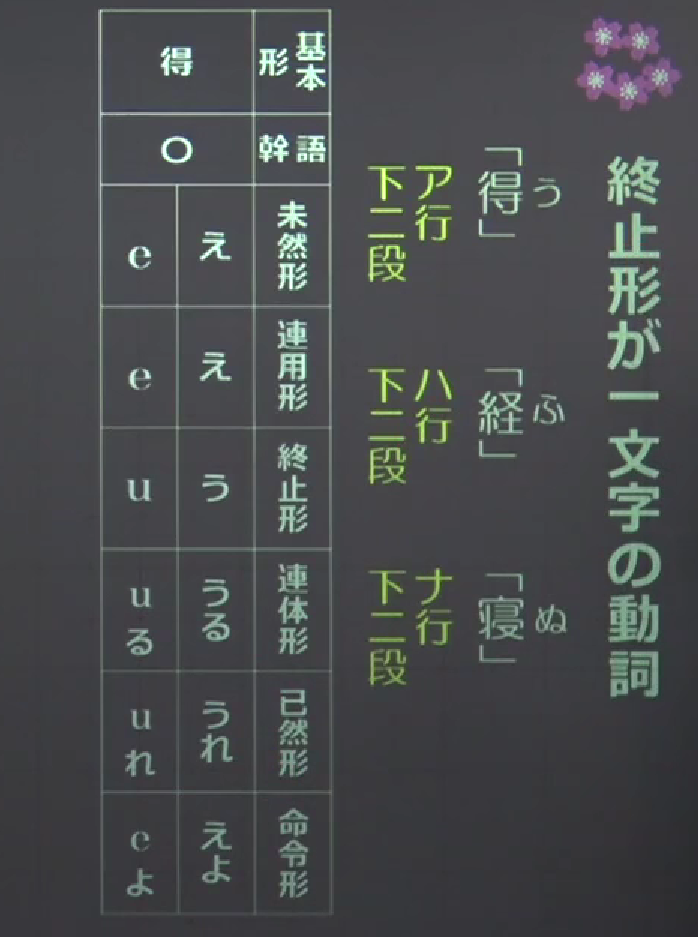 終止形が一文字の動詞
う
「得」
ア行
下二段
ふ
「経」
ハ行
下二段
ぬ
「寝」
ナ行
下二段
基本形
語幹
未然形
連用形
終止形
連体形
已然形
命令形
得
〇
え
え
う
うる
うれ
えよ
e
e
u
uる
uれ
eよ